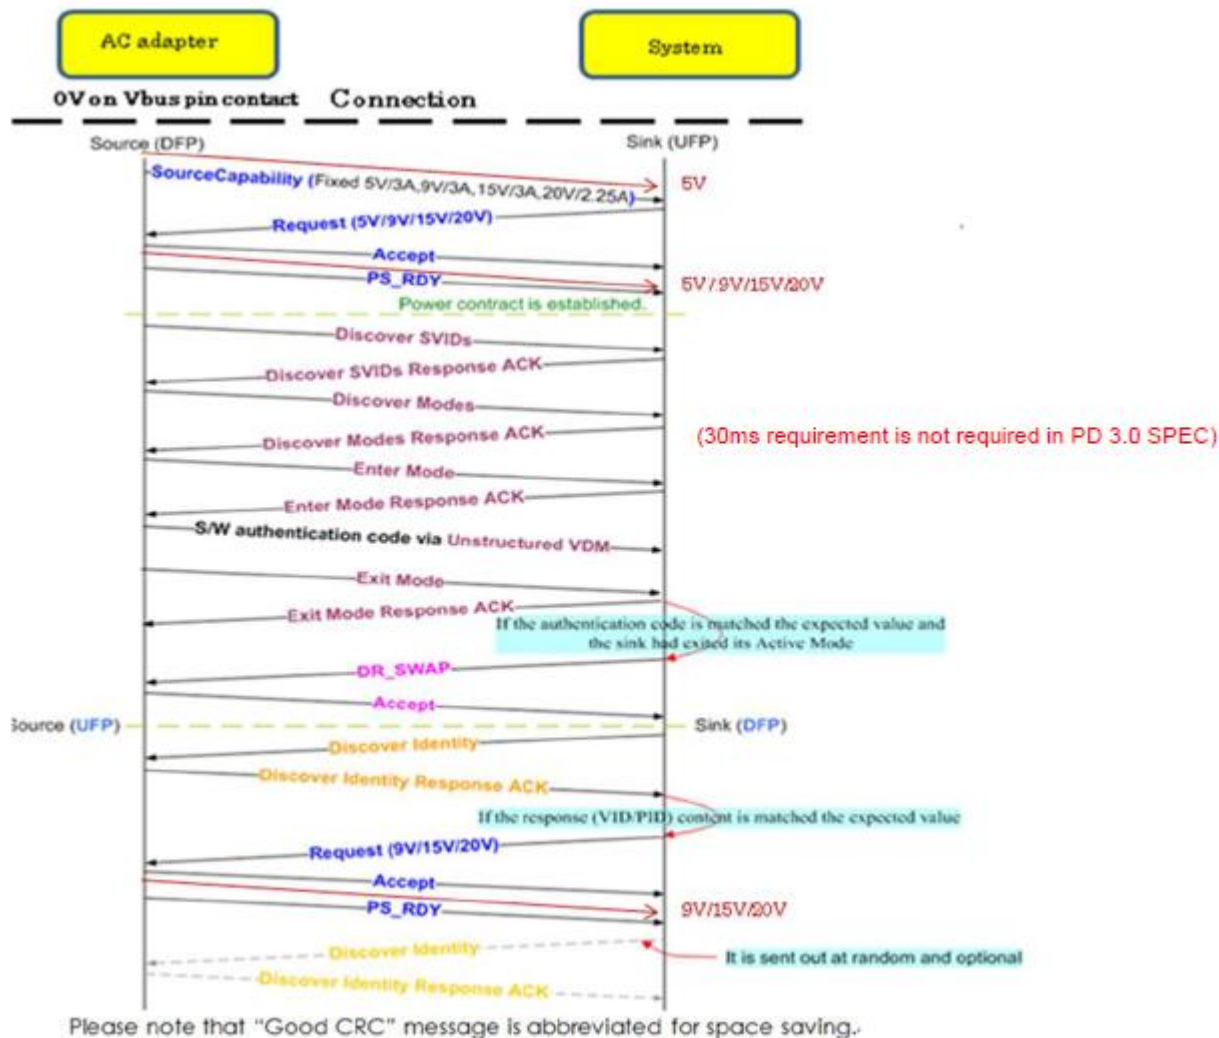 AC adapter
System
0V on Vbus pin contact
Connection
Source (DFP)
Sink (UFP)
SourceCapability (Fixed 5V/3A,9V/3A,15V/3A,20V/2.25A)
5V
Request (5V/9V/15V/20V)
Accept
PS_RDY
5V/9V/15V/20V
Power contract is established.
Discover SVIDs
Discover SVIDs Response ACK
Discover Modes
Discover Modes Response ACK
(30ms requirement is not required in PD 3.0 SPEC)
Enter Mode
Enter Mode Response ACK
S/W authentication code via Unstructured VDM
Exit Mode
Exit Mode Response ACK
If the authentication code is matched the expected value and
the sink had exited its Active Mode
DR_SWAP
Accept
Source (UFP)
Sink (DFP)
Discover Identity
Discover Identity Response ACK
If the response (VID/PID) content is matched the expected value
Request (9V/15V/20V)
Accept
PS_RDY
9V/15V/20V
Discover Identity
It is sent out at random and optional
Discover Identity Response ACK
Please note that “Good CRC” message is abbreviated for space saving.